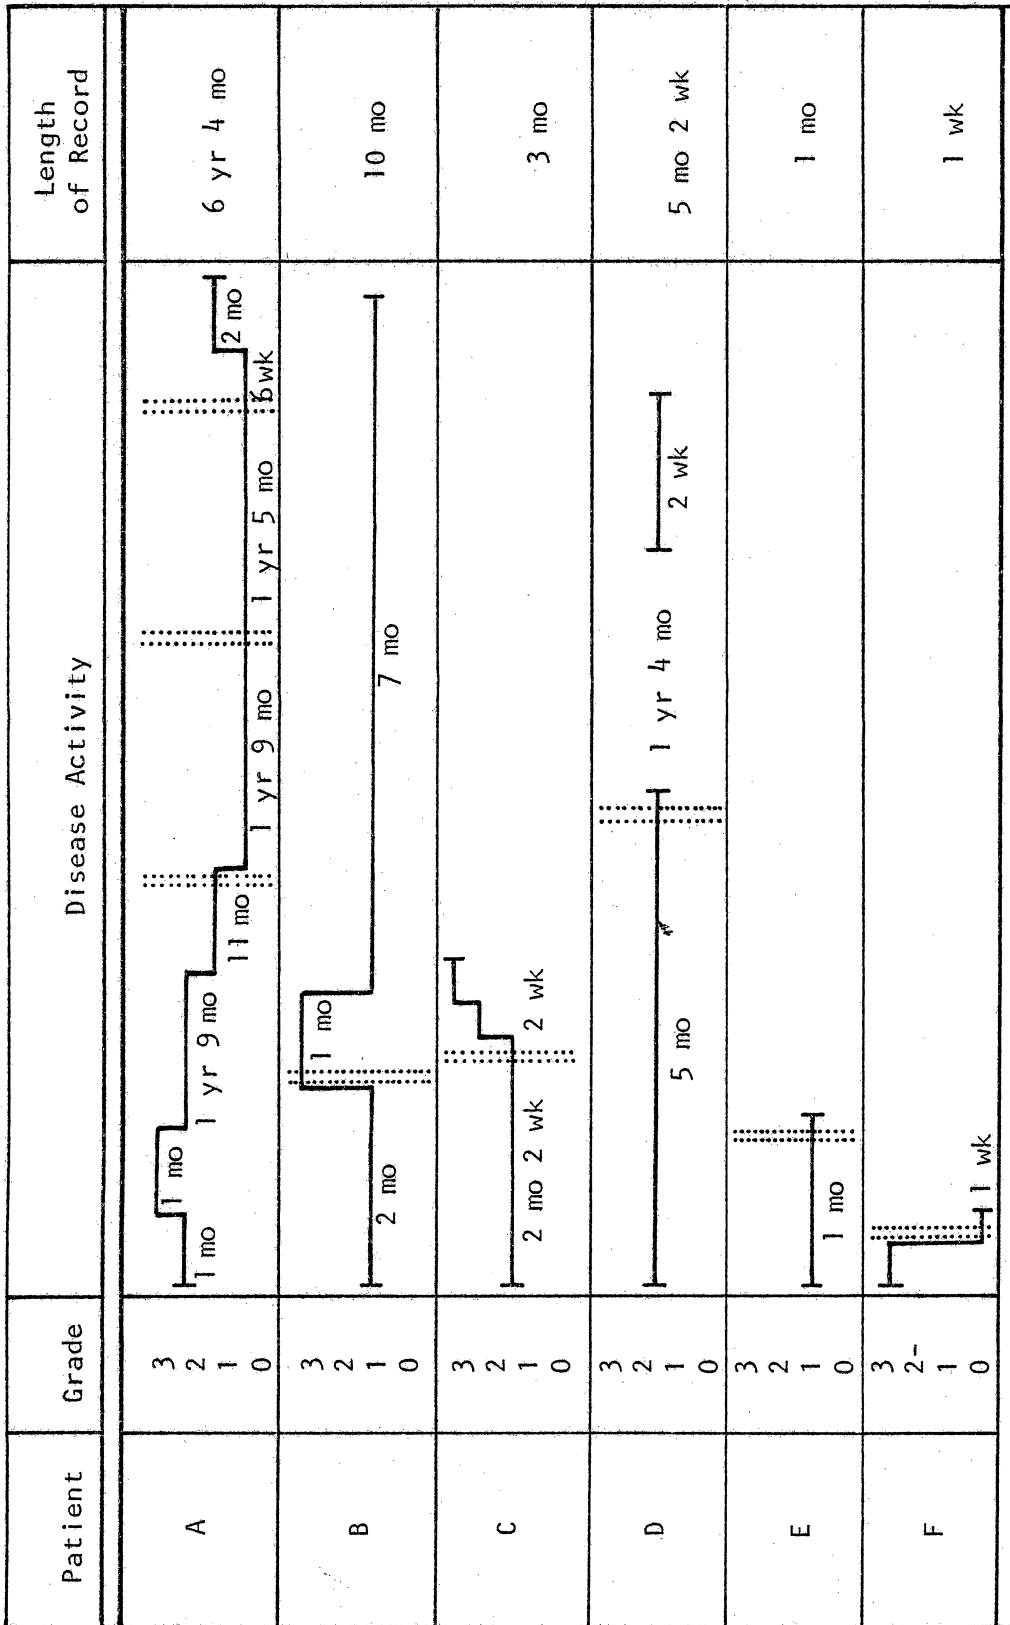 Patient Grade Disease Activity Length
of Record
A
3
2
1
0
1 mo
1 mo
1 yr 9 mo
11 mo
1 yr 9 mo
1 yr 5 mo
6wk
2 mo
6 yr 4 mo
B
3
2
1
0
2 mo
1 mo
7 mo
10 mo
C
3
2
1
0
2 mo 2 wk
2 wk
3 mo
D
3
2
1
0
5 mo
1 yr 4 mo
2 wk
5 mo 2 wk
E
3
2
1
0
1 mo
1 mo
F
3
2-
1
0
1 wk
1 wk